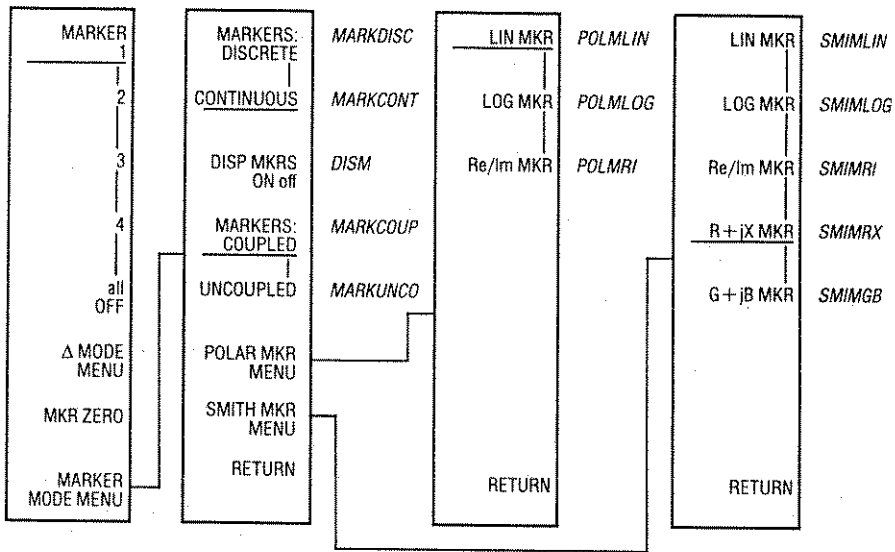 MARKER
1
2
3
4
all
OFF
Δ MODE
MENU
MKR ZERO
MARKER
MODE MENU
MARKERS:
DISCRETE
MARKDISC
CONTINUOUS
MARKCONT
DISP MKRS
ON off
DISM
MARKERS:
COUPLED
MARKCOUP
UNCOUPLED
MARKUNCO
POLAR MKR
MENU
SMITH MKR
MENU
RETURN
LIN MKR
POLMLIN
LOG MKR
POLMLOG
Re/Im MKR
POLMRI
RETURN
LIN MKR
SMIMLIN
LOG MKR
SMIMLOG
Re/Im MKR
SMIMRI
R+jX MKR
SMIMRX
G+jB MKR
SMIMGB
RETURN